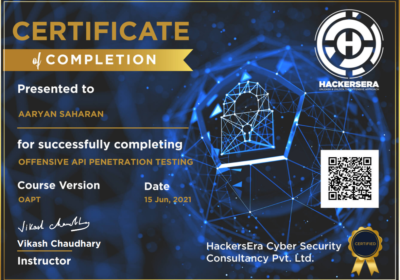 CERTIFICATE
of COMPLETION
HACKERSERA
Presented to
AARYAN SAHARAN
for successfully completing
OFFENSIVE API PENETRATION TESTING
Course Version
OAPT
Date
15 Jun, 2021
Vikash Chaudhary
Vikash Chaudhary
Instructor
HackersEra Cyber Security
Consultancy Pvt. Ltd.
CERTIFIED